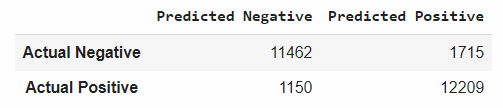 Predicted Negative Predicted Positive
Actual Negative 11462 1715
Actual Positive 1150 12209